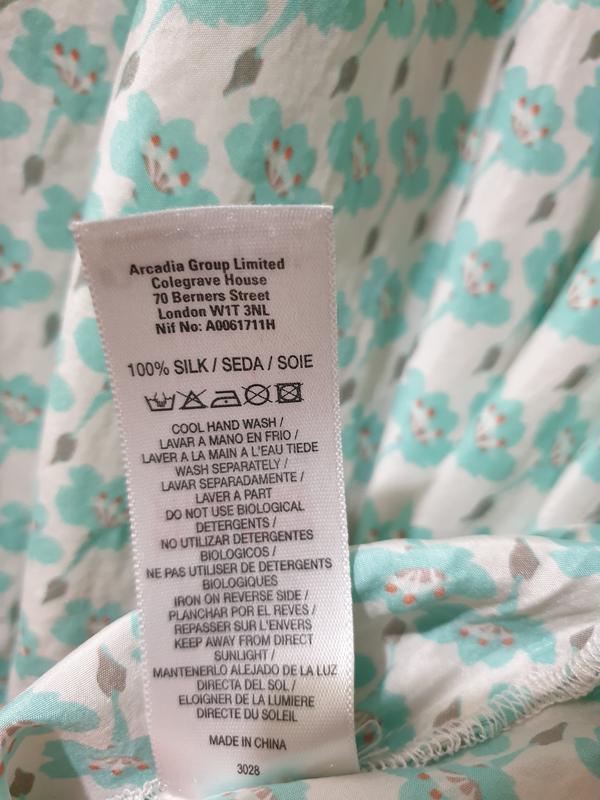 Arcadia Group Limited
Colegrave House
70 Berners Street
London W1T 3NL
Nif No: A0061711H
100% SILK / SEDA / SOIE
COOL HAND WASH /
LAVAR A MANO EN FRIO /
LAVER A LA MAIN A L'EAU TIEDE
WASH SEPARATELY /
LAVAR SEPARADAMENTE /
LAVER A PART
DO NOT USE BIOLOGICAL
DETERGENTS /
NO UTILIZAR DETERGENTES
BIOLOGICOS /
NE PAS UTILISER DE DETERGENTS
BIOLOGIQUES
IRON ON REVERSE SIDE /
PLANCHAR POR EL REVES /
REPASSER SUR L'ENVERS
KEEP AWAY FROM DIRECT
SUNLIGHT /
MANTENERLO ALEJADO DE LA LUZ
DIRECTA DEL SOL /
ELOIGNER DE LA LUMIERE
DIRECTE DU SOLEIL
MADE IN CHINA
3028